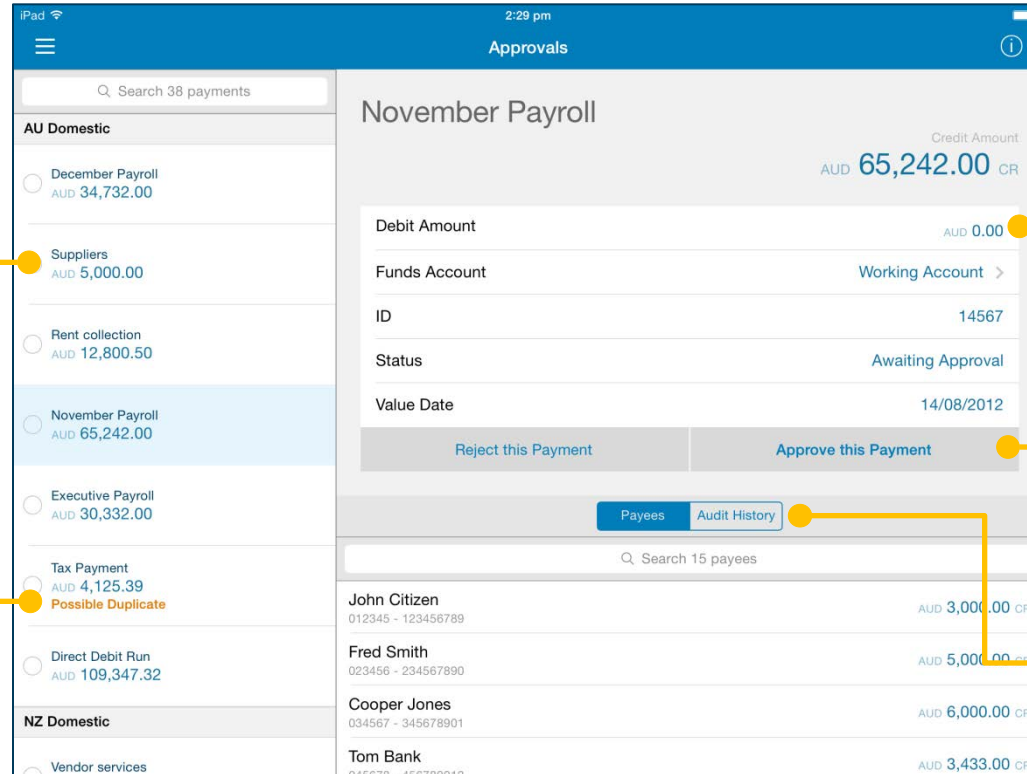 iPad
2:29 pm
Approvals
Search 38 payments
AU Domestic
December Payroll
AUD 34,732.00
Suppliers
AUD 5,000.00
Rent collection
AUD 12,800.50
November Payroll
AUD 65,242.00
Executive Payroll
AUD 30,332.00
Tax Payment
AUD 4,125.39
Possible Duplicate
Direct Debit Run
AUD 109,347.32
NZ Domestic
Vendor services
November Payroll
Credit Amount
AUD 65,242.00 CR
Debit Amount AUD 0.00
Funds Account Working Account >
ID 14567
Status Awaiting Approval
Value Date 14/08/2012
Reject this Payment Approve this Payment
Payees Audit History
Search 15 payees
John Citizen AUD 3,000.00 CR
012345 - 123456789
Fred Smith AUD 5,000.00 CR
023456 - 234567890
Cooper Jones AUD 6,000.00 CR
034567 - 345678901
Tom Bank AUD 3,433.00 CR